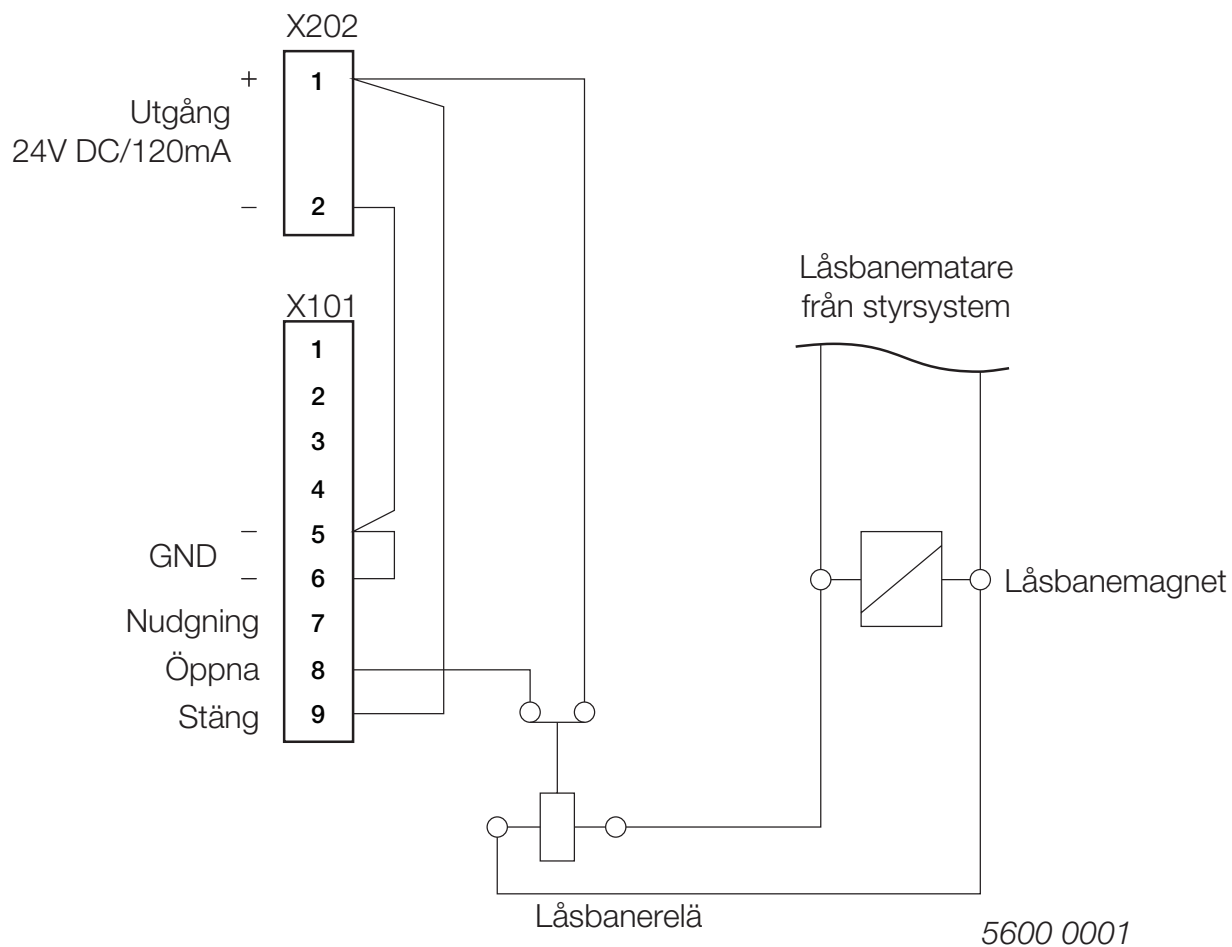 X202
+
1
Utgång
24V DC/120mA
–
2
X101
1
2
3
4
–
5
GND
–
6
Nudgning
7
Öppna
8
Stäng
9
Låsbanematare
från styrsystem
Låsbanemagnet
Låsbanerelä
5600 0001